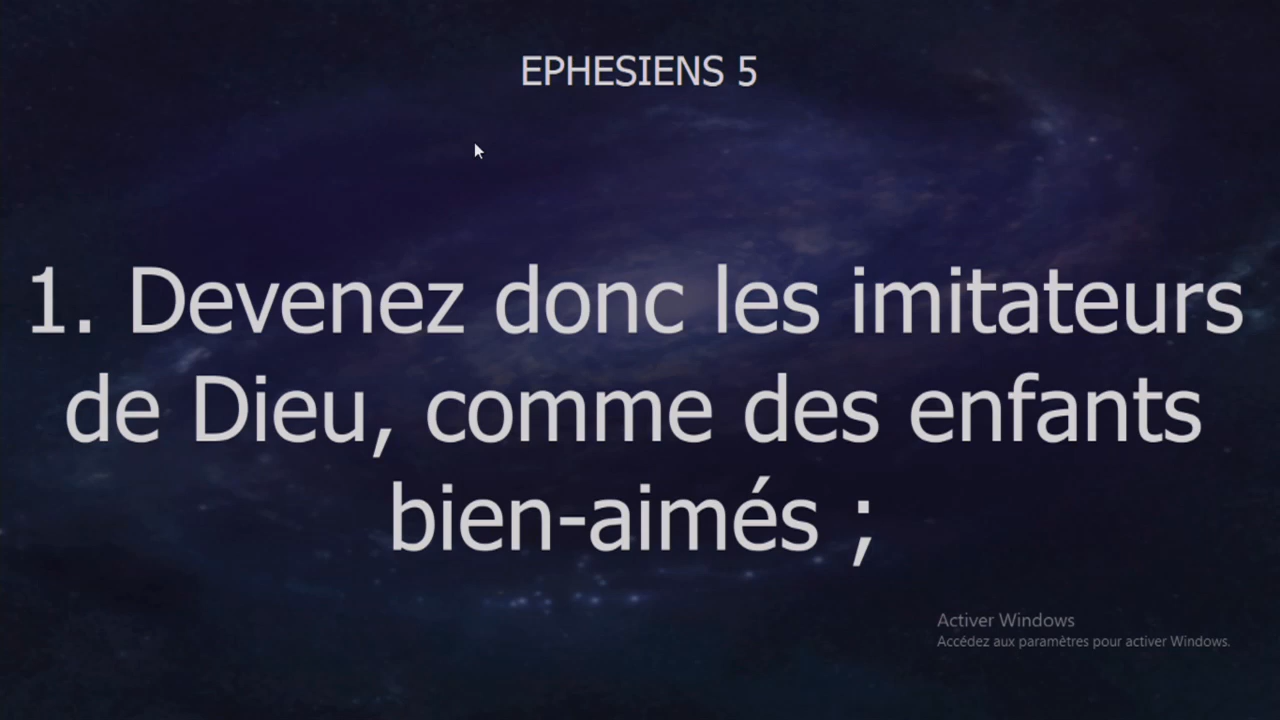 EPHESIENS 5
1. Devenez donc les imitateurs
de Dieu, comme des enfants
bien-aimés ;
Activer Windows
Accédez aux paramètres pour activer Windows.